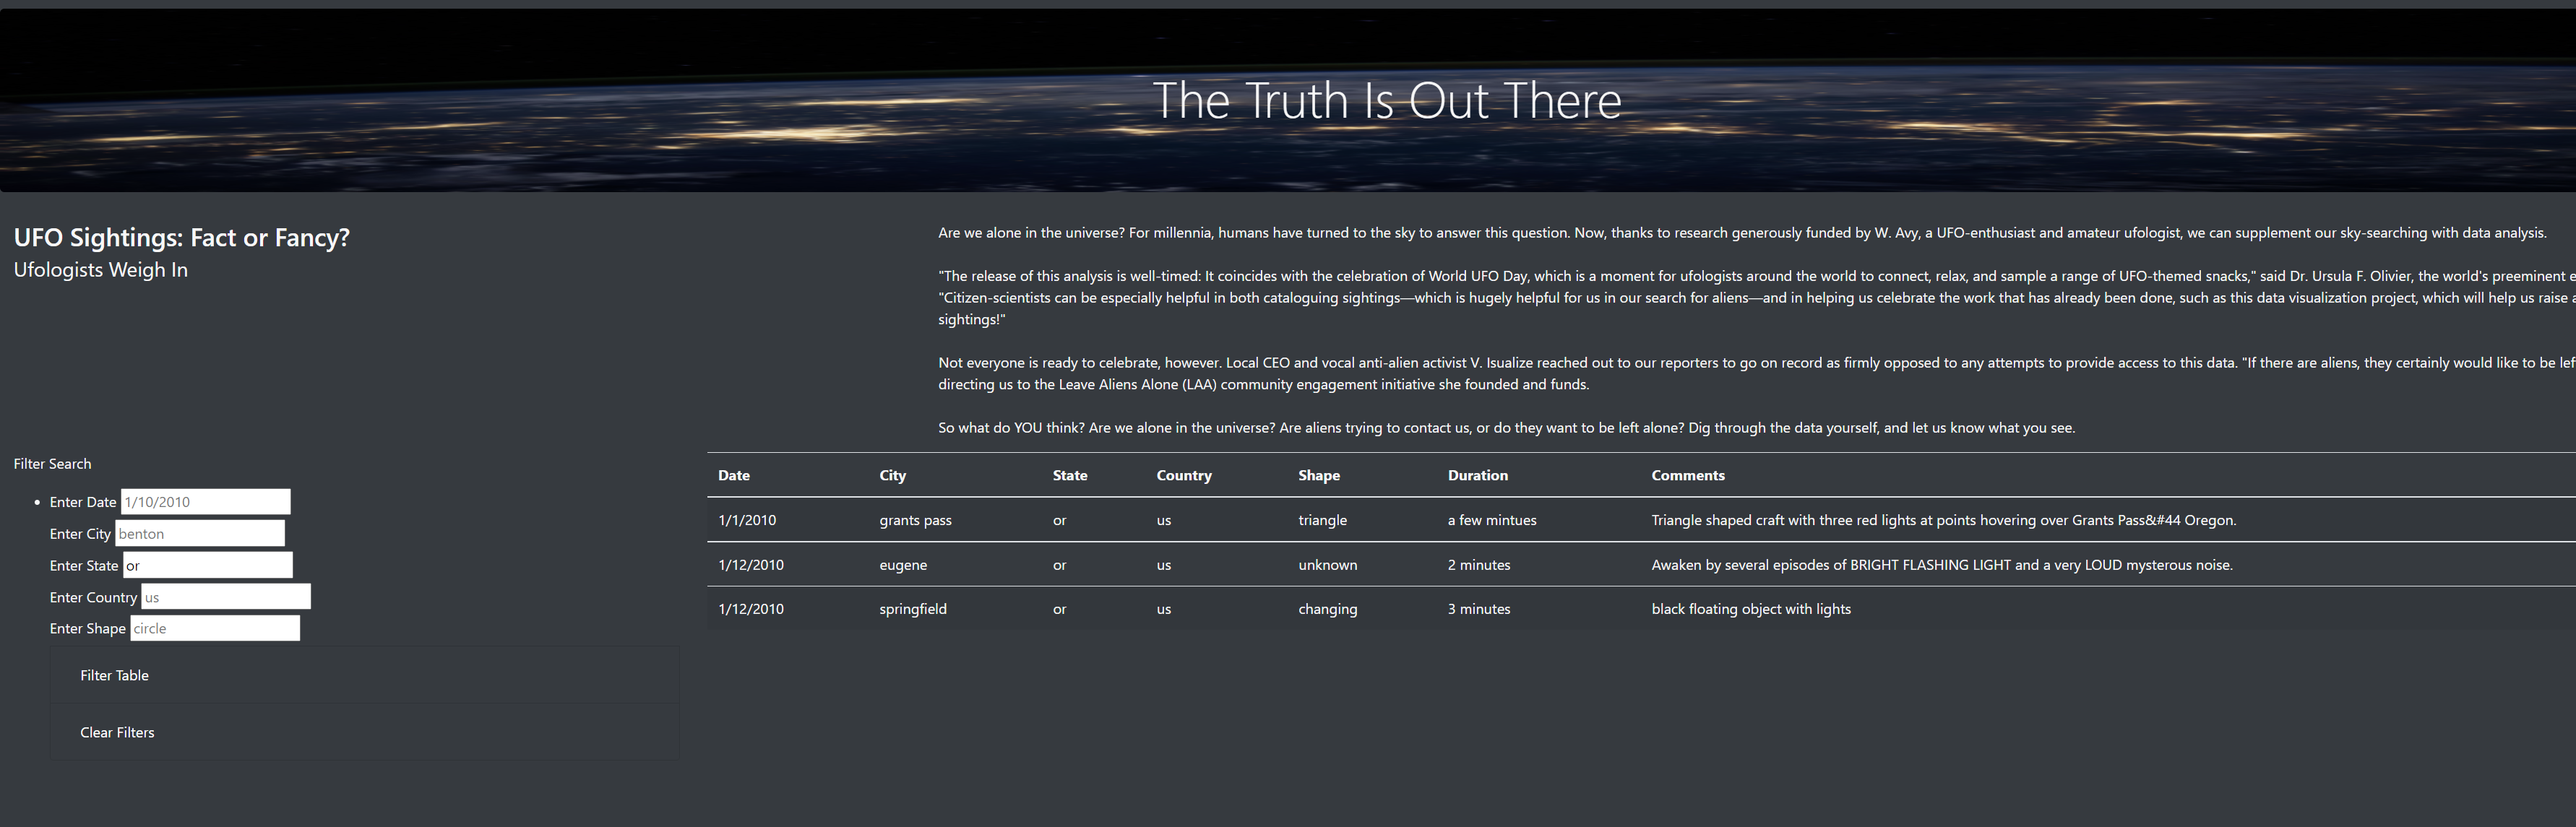 The Truth Is Out There
UFO Sightings: Fact or Fancy?
Ufologists Weigh In
Are we alone in the universe? For millennia, humans have turned to the sky to answer this question. Now, thanks to research generously funded by W. Avy, a UFO-enthusiast and amateur ufologist, we can supplement our sky-searching with data analysis.
"The release of this analysis is well-timed: It coincides with the celebration of World UFO Day, which is a moment for ufologists around the world to connect, relax, and sample a range of UFO-themed snacks," said Dr. Ursula F. Olivier, the world's preeminent
"Citizen-scientists can be especially helpful in both cataloguing sightings—which is hugely helpful for us in our search for aliens—and in helping us celebrate the work that has already been done, such as this data visualization project, which will help us raise
sightings!"
Not everyone is ready to celebrate, however. Local CEO and vocal anti-alien activist V. Isualize reached out to our reporters to go on record as firmly opposed to any attempts to provide access to this data. "If there are aliens, they certainly would like to be
directing us to the Leave Aliens Alone (LAA) community engagement initiative she founded and funds.
So what do YOU think? Are we alone in the universe? Are aliens trying to contact us, or do they want to be left alone? Dig through the data yourself, and let us know what you see.
Filter Search
Enter Date 1/10/2010
Enter City benton
Enter State or
Enter Country us
Enter Shape circle
Filter Table
Clear Filters
Date City State Country Shape Duration Comments
1/1/2010 grants pass or us triangle a few mintues Triangle shaped craft with three red lights at points hovering over Grants Pass&#44 Oregon.
1/12/2010 eugene or us unknown 2 minutes Awaken by several episodes of BRIGHT FLASHING LIGHT and a very LOUD mysterous noise.
1/12/2010 springfield or us changing 3 minutes black floating object with lights